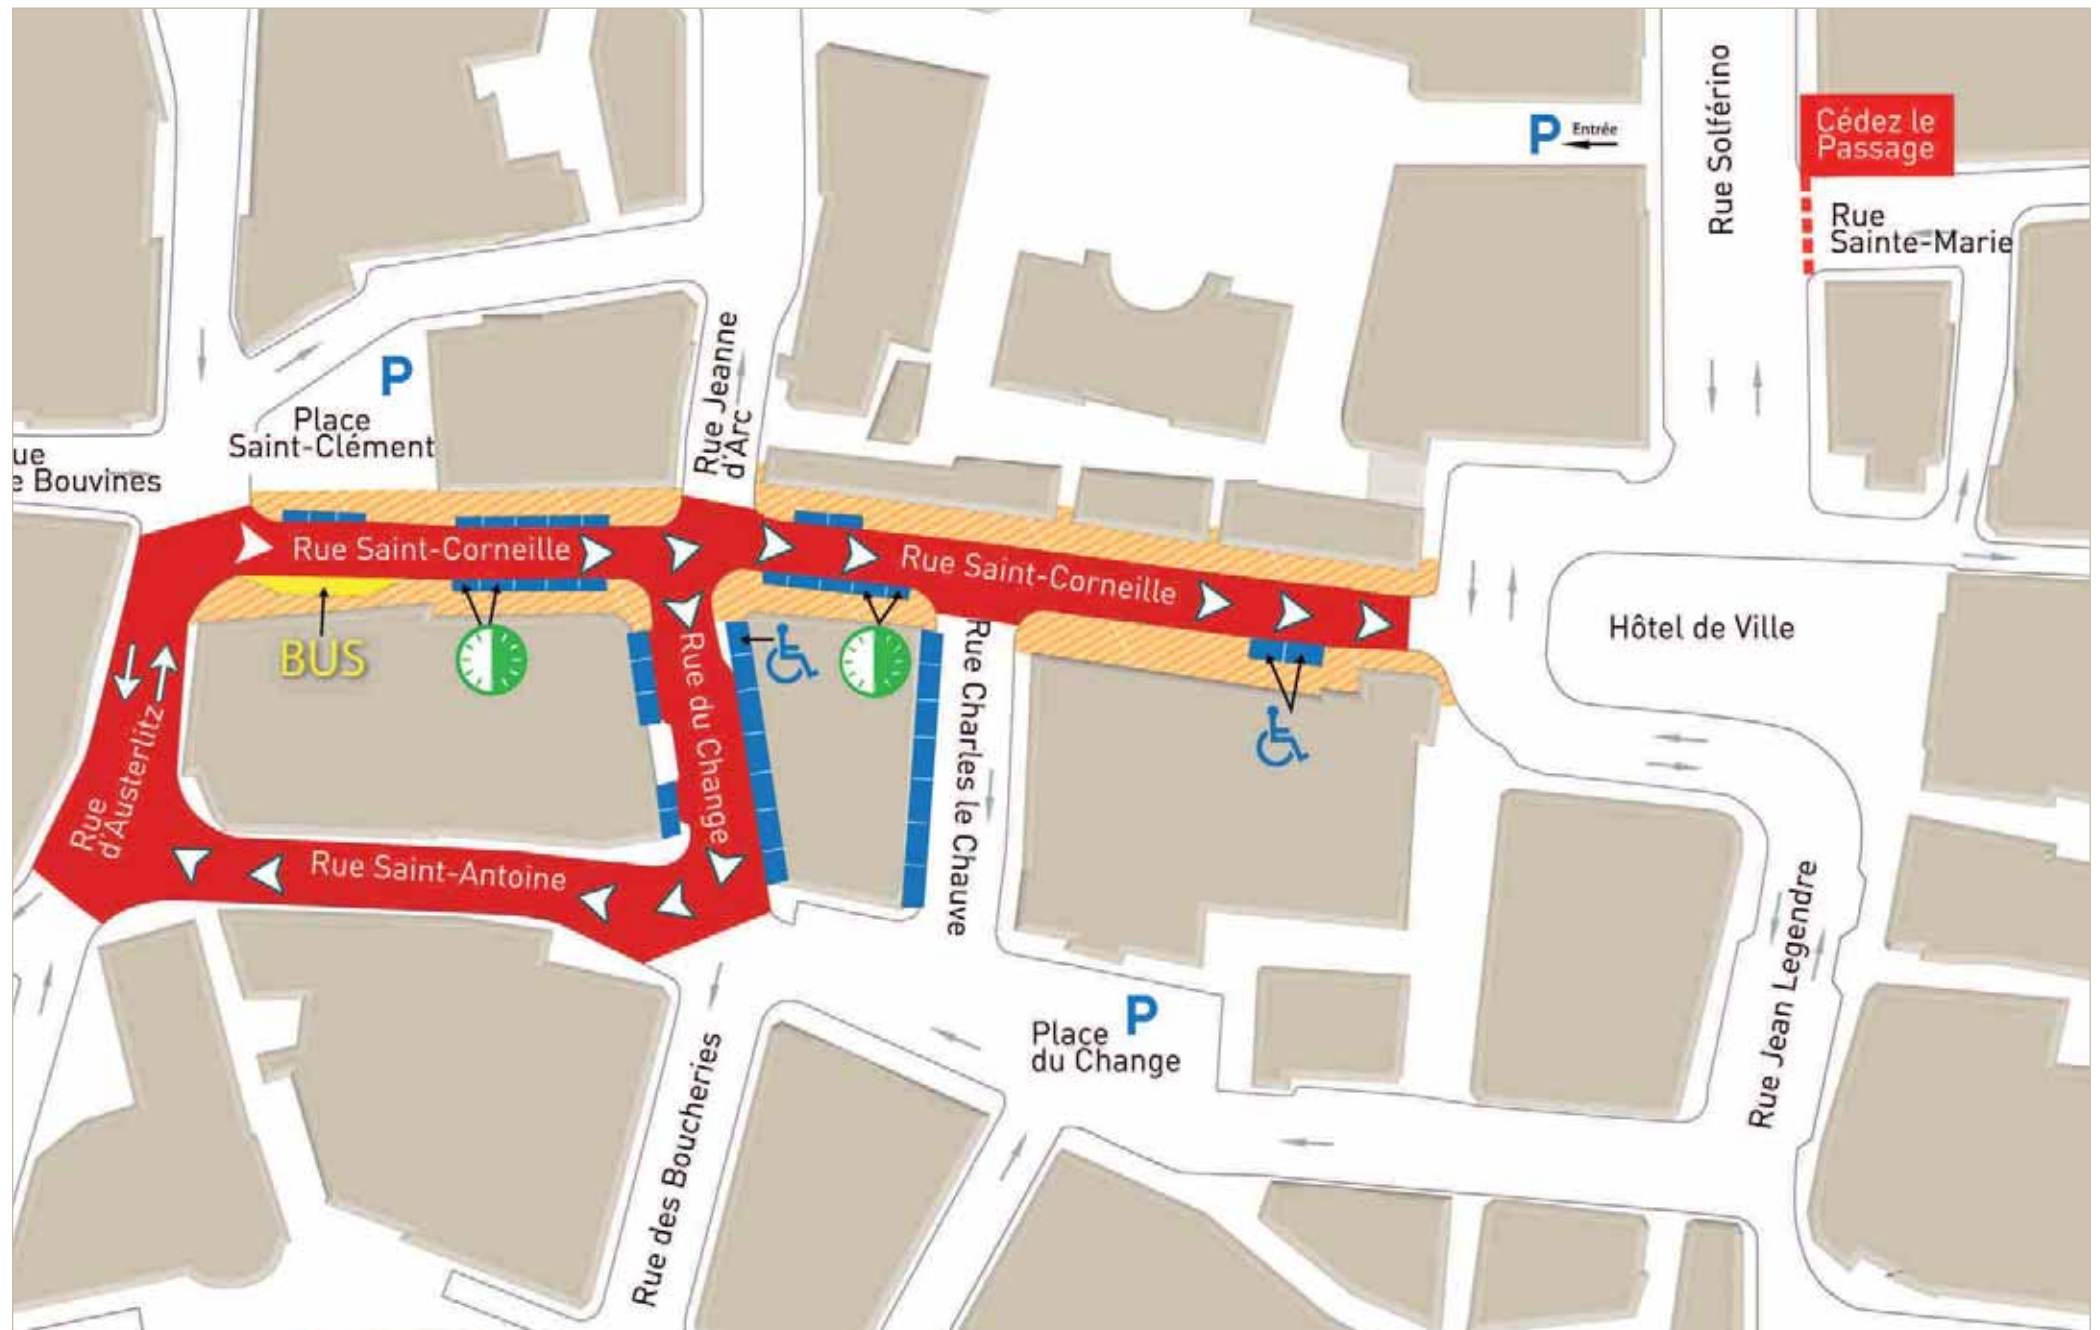 Rue Solférino
Cédez le
Passage
P Entrée
Rue
Sainte-Marie
P
Place
Saint-Clément
Rue Jeanne
d'Arc
ue
e Bouvines
Rue Saint-Corneille
Rue Saint-Corneille
Hôtel de Ville
BUS
Rue du Change
Rue Charles le Chauve
Rue
d'Austerlitz
Rue Saint-Antoine
Rue Jean Legendre
P
Place
du Change
Rue des Boucheries